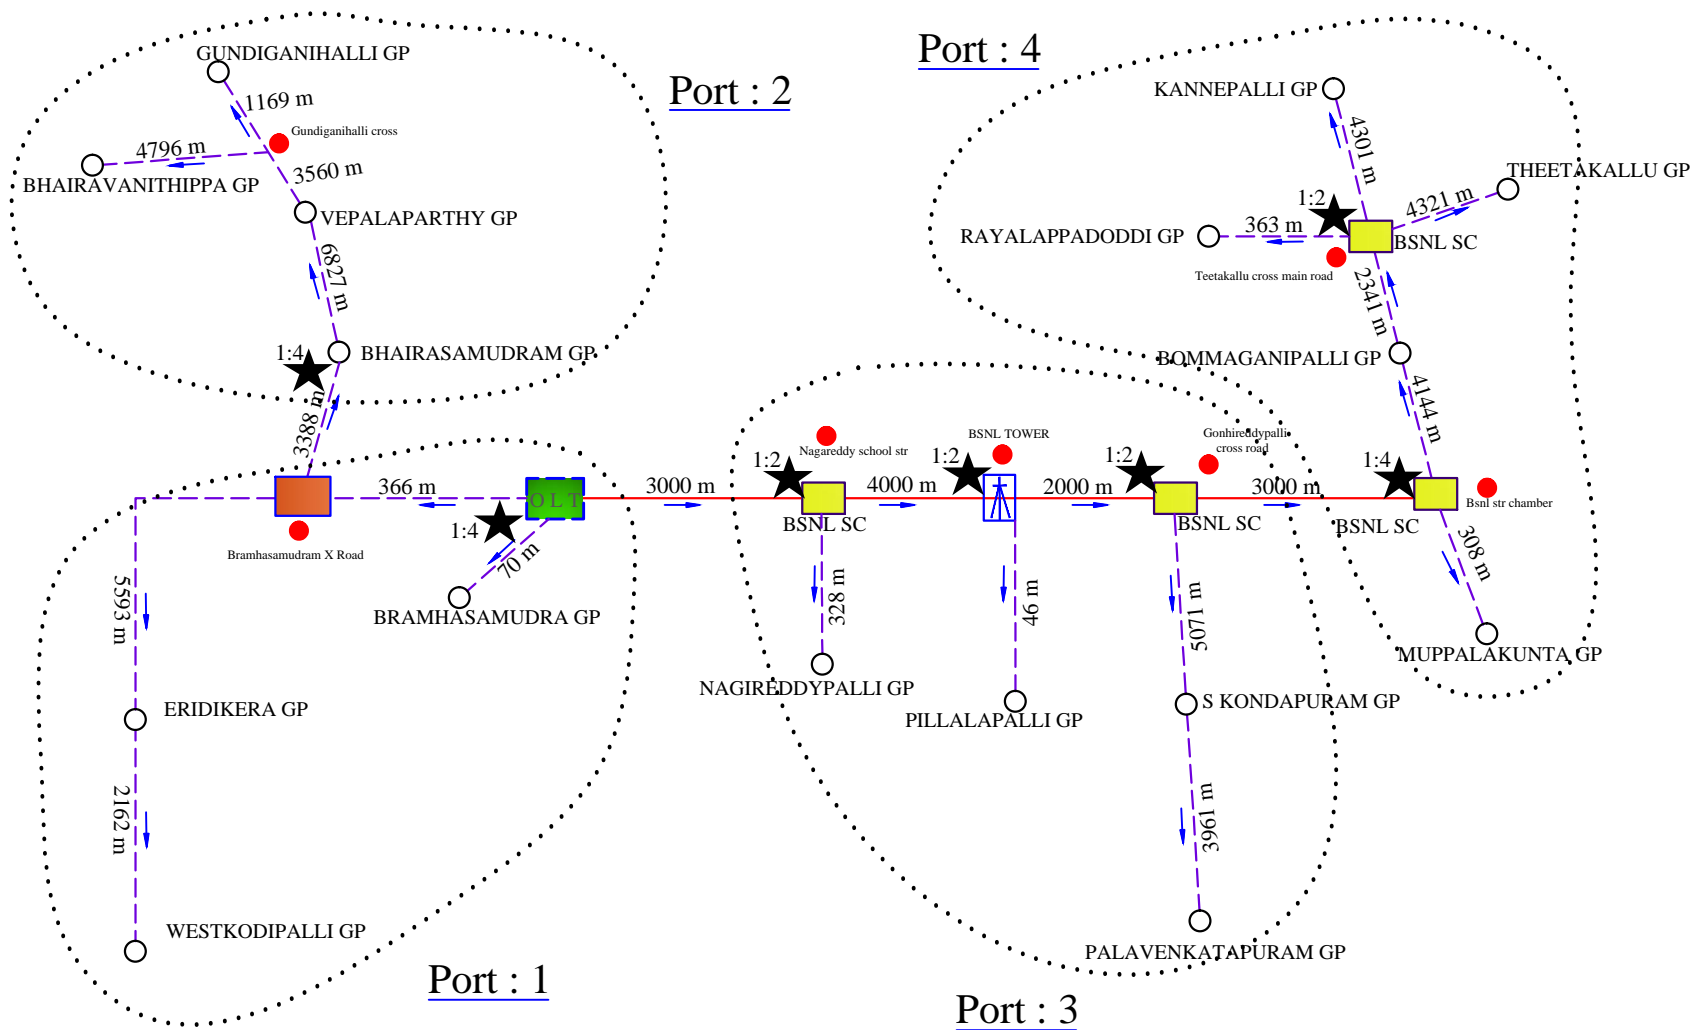 Port : 4
GUNDIGANIHALLI GP
Port : 2
KANNEPALLI GP
1169 m
Gundiganihalli cross
4796 m
3560 m
BHAIRAVANITHIPPA GP
VEPALAPARTHY GP
4301 m
THEETAKALLU GP
1:2
4321 m
363 m
RAYALAPPADODDI GP
BSNL SC
Teetakallu cross main road
2341 m
6827 m
1:4
BHAIRASAMUDRAM GP
BOMMAGANIPALLI GP
3388 m
4144 m
Nagareddy school str
BSNL TOWER
Gonhireddypalli
cross road
1:2
1:2
1:2
1:4
366 m
OLT
3000 m
4000 m
2000 m
3000 m
Bsnl str chamber
BSNL SC
BSNL SC
BSNL SC
1:4
Bramhasamudram X Road
70 m
308 m
5593 m
BRAMHASAMUDRA GP
328 m
46 m
5071 m
MUPPALAKUNTA GP
NAGIREDDYPALLI GP
S KONDAPURAM GP
ERIDIKERA GP
PILLALAPALLI GP
2162 m
3961 m
WESTKODIPALLI GP
PALAVENKATAPURAM GP
Port : 1
Port : 3